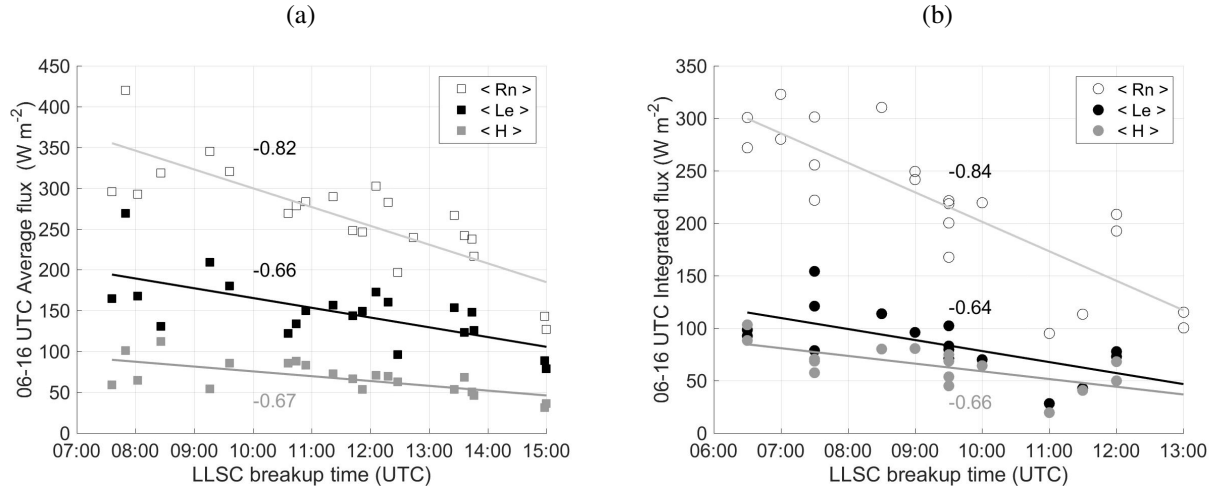 (a)
06-16 UTC Average flux (W m-2)
450
400
350
300
250
200
150
100
50
0
< Rn >
< Le >
< H >
-0.82
-0.66
-0.67
07:00 08:00 09:00 10:00 11:00 12:00 13:00 14:00 15:00
LLSC breakup time (UTC)
(b)
06-16 UTC Integrated flux (W m-2)
350
300
250
200
150
100
50
0
< Rn >
< Le >
< H >
-0.84
-0.64
-0.66
06:00 07:00 08:00 09:00 10:00 11:00 12:00 13:00
LLSC breakup time (UTC)